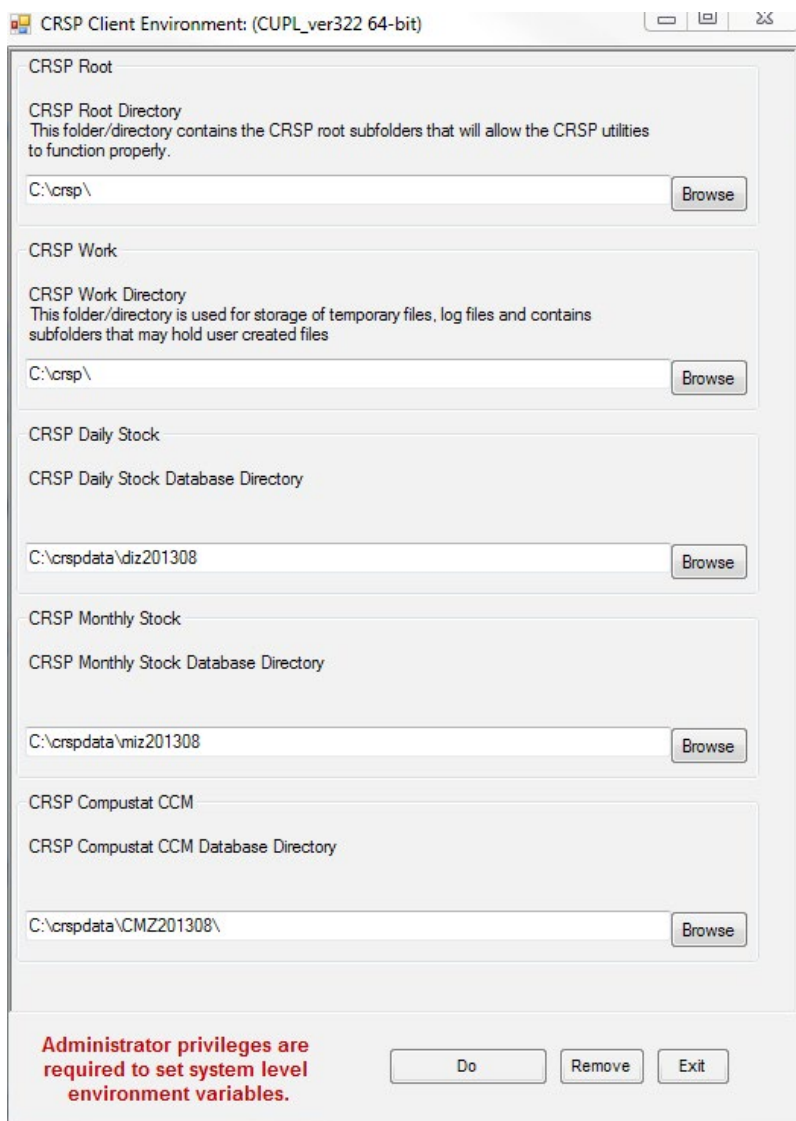 CRSP Client Environment: (CUPL_ver322 64-bit)
CRSP Root
CRSP Root Directory
This folder/directory contains the CRSP root subfolders that will allow the CRSP utilities
to function properly.
C:\crsp\
Browse
CRSP Work
CRSP Work Directory
This folder/directory is used for storage of temporary files, log files and contains
subfolders that may hold user created files
C:\crsp\
Browse
CRSP Daily Stock
CRSP Daily Stock Database Directory
C:\crspdata\diz201308
Browse
CRSP Monthly Stock
CRSP Monthly Stock Database Directory
C:\crspdata\miz201308
Browse
CRSP Compustat CCM
CRSP Compustat CCM Database Directory
C:\crspdata\CMZ201308\
Browse
Administrator privileges are
required to set system level
environment variables.
Do
Remove
Exit